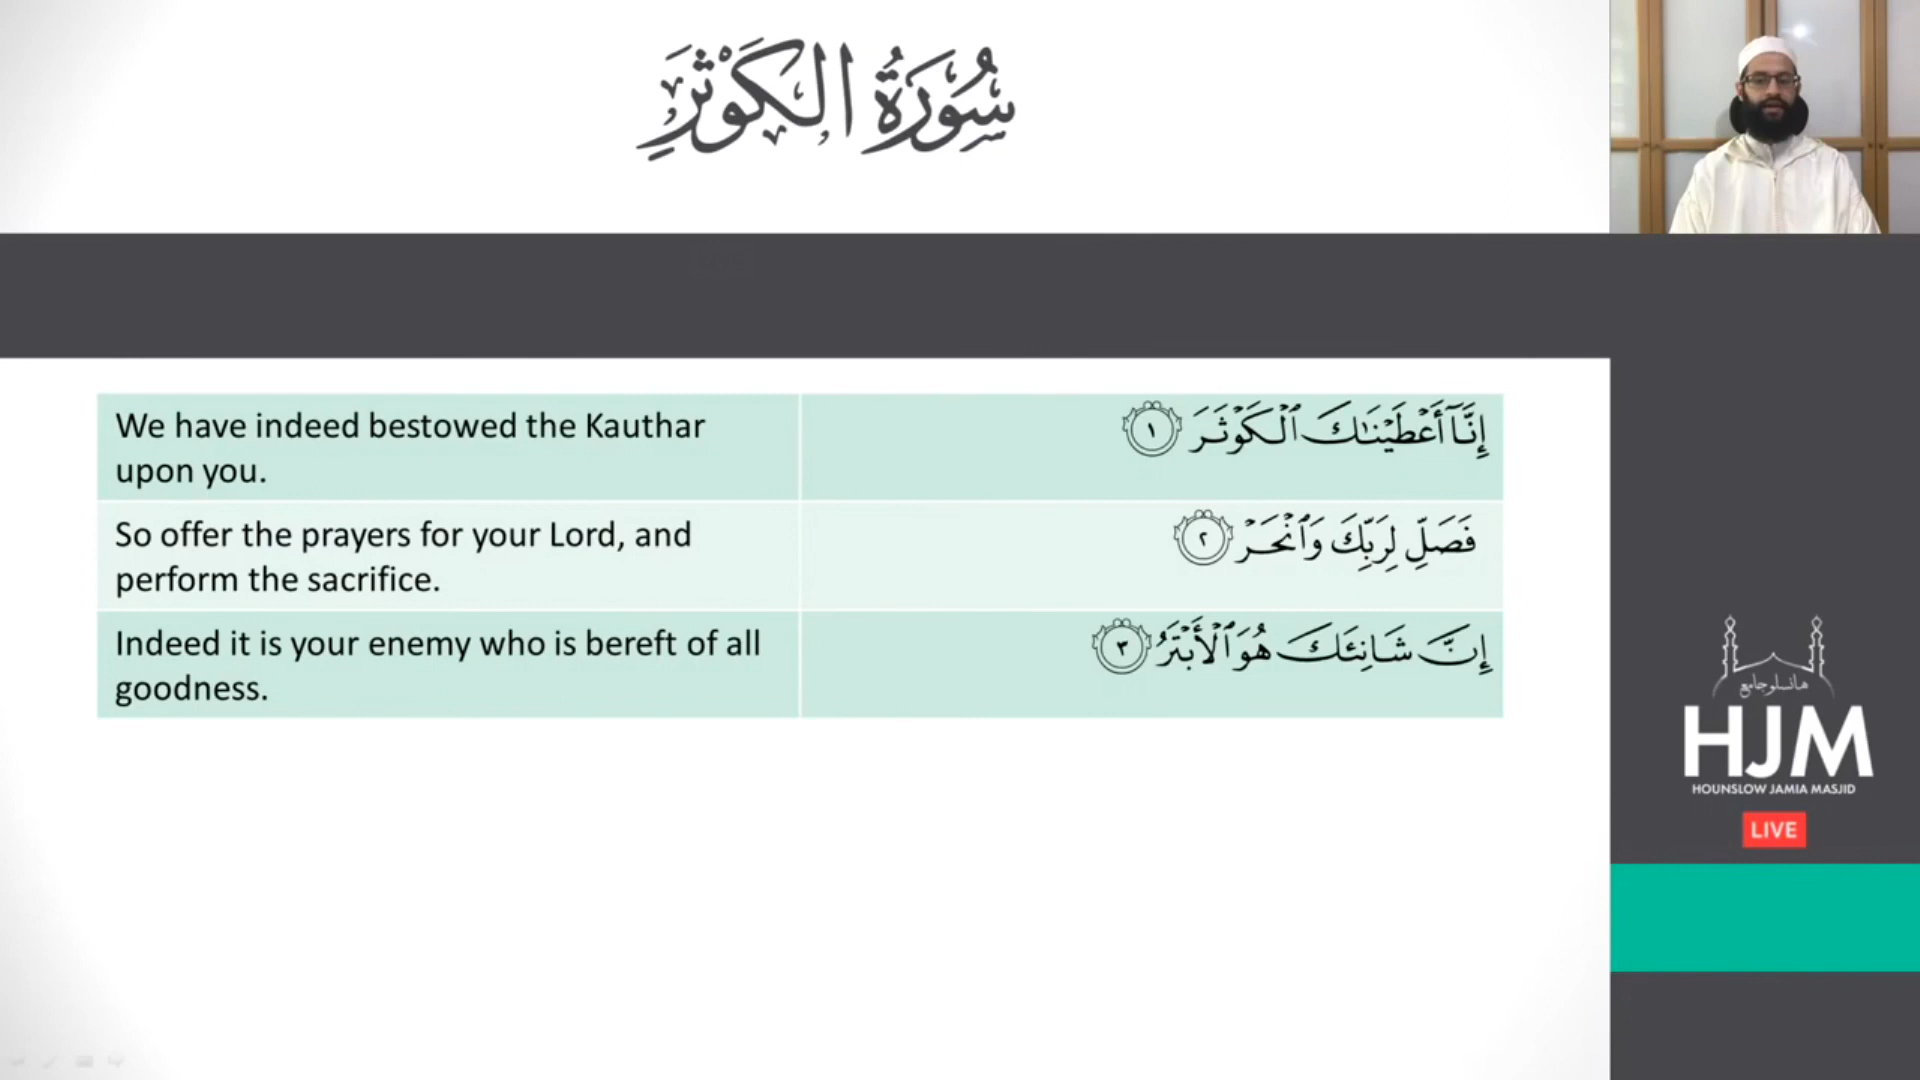 سُورَةُ الكَوْثَرِ
We have indeed bestowed the Kauthar
upon you.
إِنَّآ أَعْطَيْنَٰكَ ٱلْكَوْثَرَ ١
So offer the prayers for your Lord, and
perform the sacrifice.
فَصَلِّ لِرَبِّكَ وَٱنْحَرْ ٢
Indeed it is your enemy who is bereft of all
goodness.
إِنَّ شَانِئَكَ هُوَ ٱلْأَبْتَرُ ٣
هانسلو جامع
HJM
HOUNSLOW JAMIA MASJID
LIVE